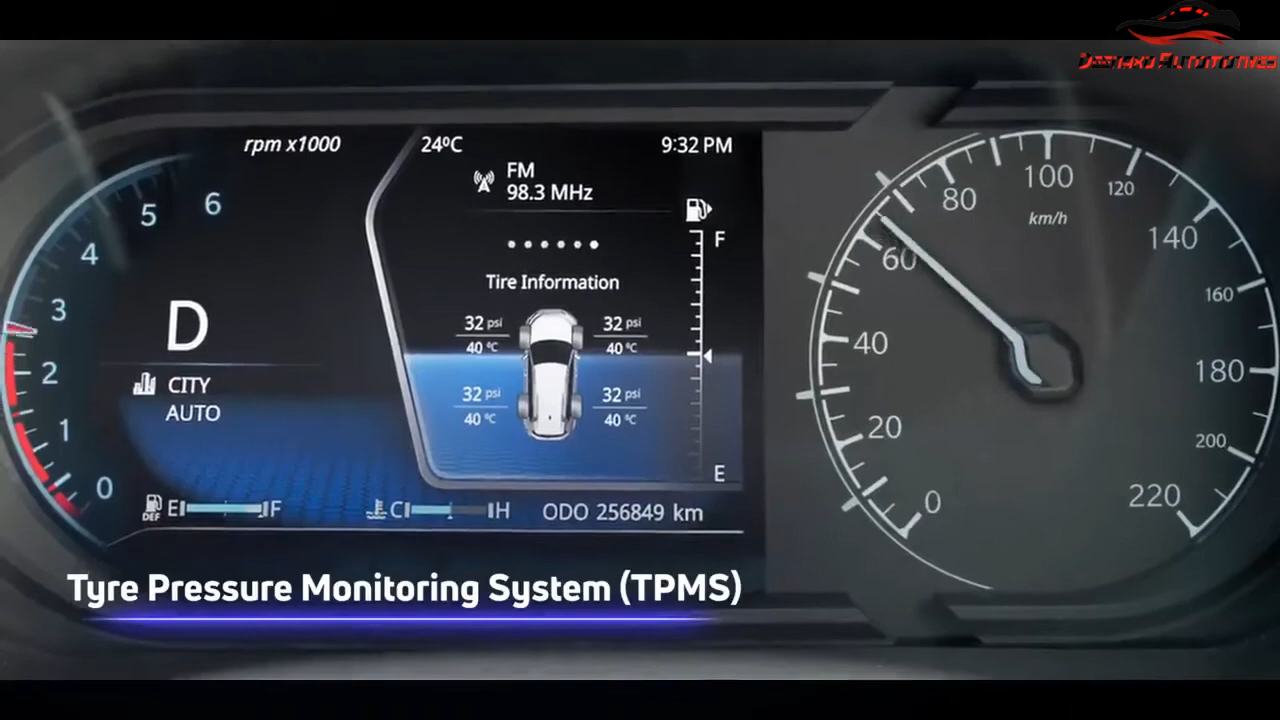 rpm x1000
24ºC
9:32 PM
FM
98.3 MHz
Tire Information
32 psi
40 ºC
32 psi
40 ºC
32 psi
40 ºC
32 psi
40 ºC
F
E
0
1
2
3
4
5
6
D
CITY
AUTO
DEF
E F
C H
ODO 256849 km
0
20
40
60
80
100
120
140
160
180
200
220
km/h
Tyre Pressure Monitoring System (TPMS)